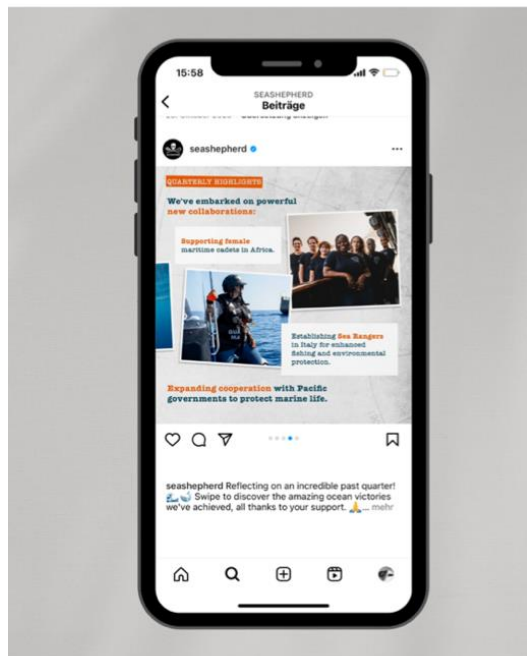 15:58
SEASHEPHERD
Beiträge
seashepherd
QUARTERLY HIGHLIGHTS
We've embarked on powerful
new collaborations:
Supporting female
maritime cadets in Africa.
Establishing Sea Rangers
in Italy for enhanced
fishing and environmental
protection.
Expanding cooperation with Pacific
governments to protect marine life.
seashepherd Reflecting on an incredible past quarter!
🌊🐋 Swipe to discover the amazing ocean victories
we've achieved, all thanks to your support. 🙏... mehr